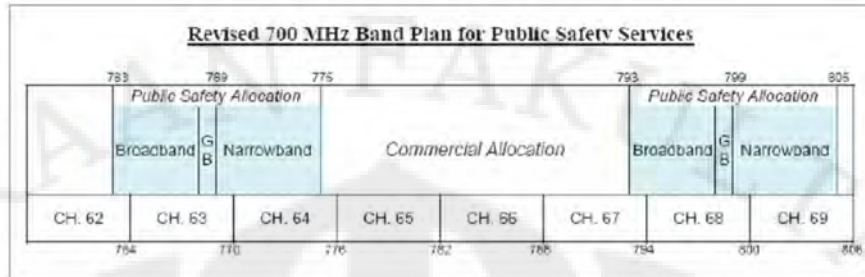 Revised 700 MHz Band Plan for Public Safety Services
763 769 775 793 799 805
Public Safety Allocation Public Safety Allocation
Broadband GB Narrowband Commercial Allocation Broadband GB Narrowband
CH. 62 CH. 63 CH. 64 CH. 65 CH. 66 CH. 67 CH. 68 CH. 69
764 770 776 782 788 794 800 806